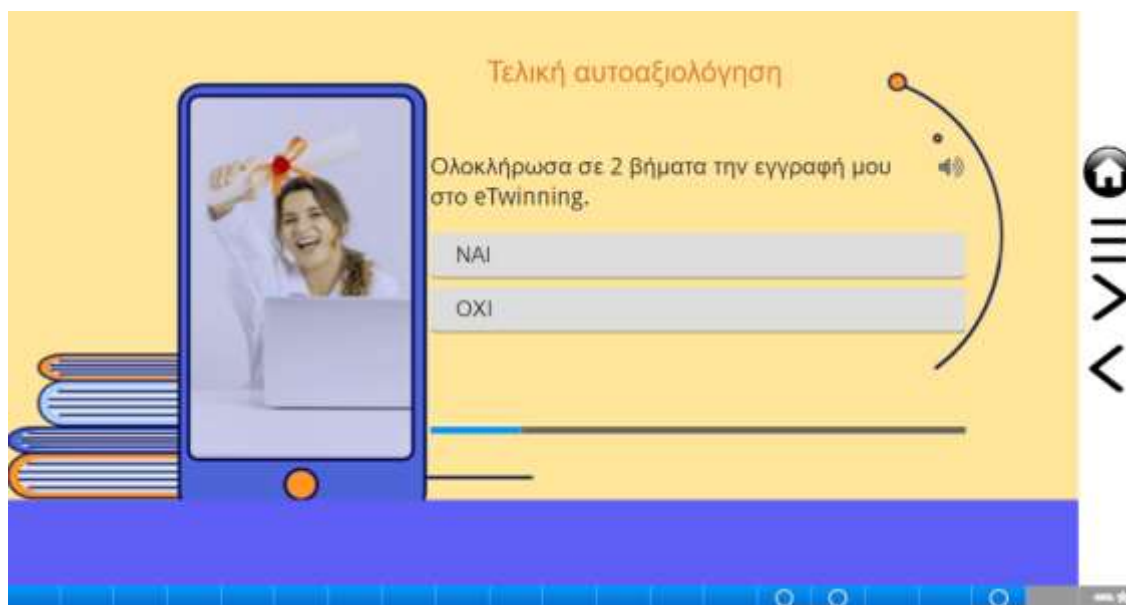 Τελική αυτοαξιολόγηση
Ολοκλήρωσα σε 2 βήματα την εγγραφή μου
στο eTwinning.
ΝΑΙ
ΟΧΙ